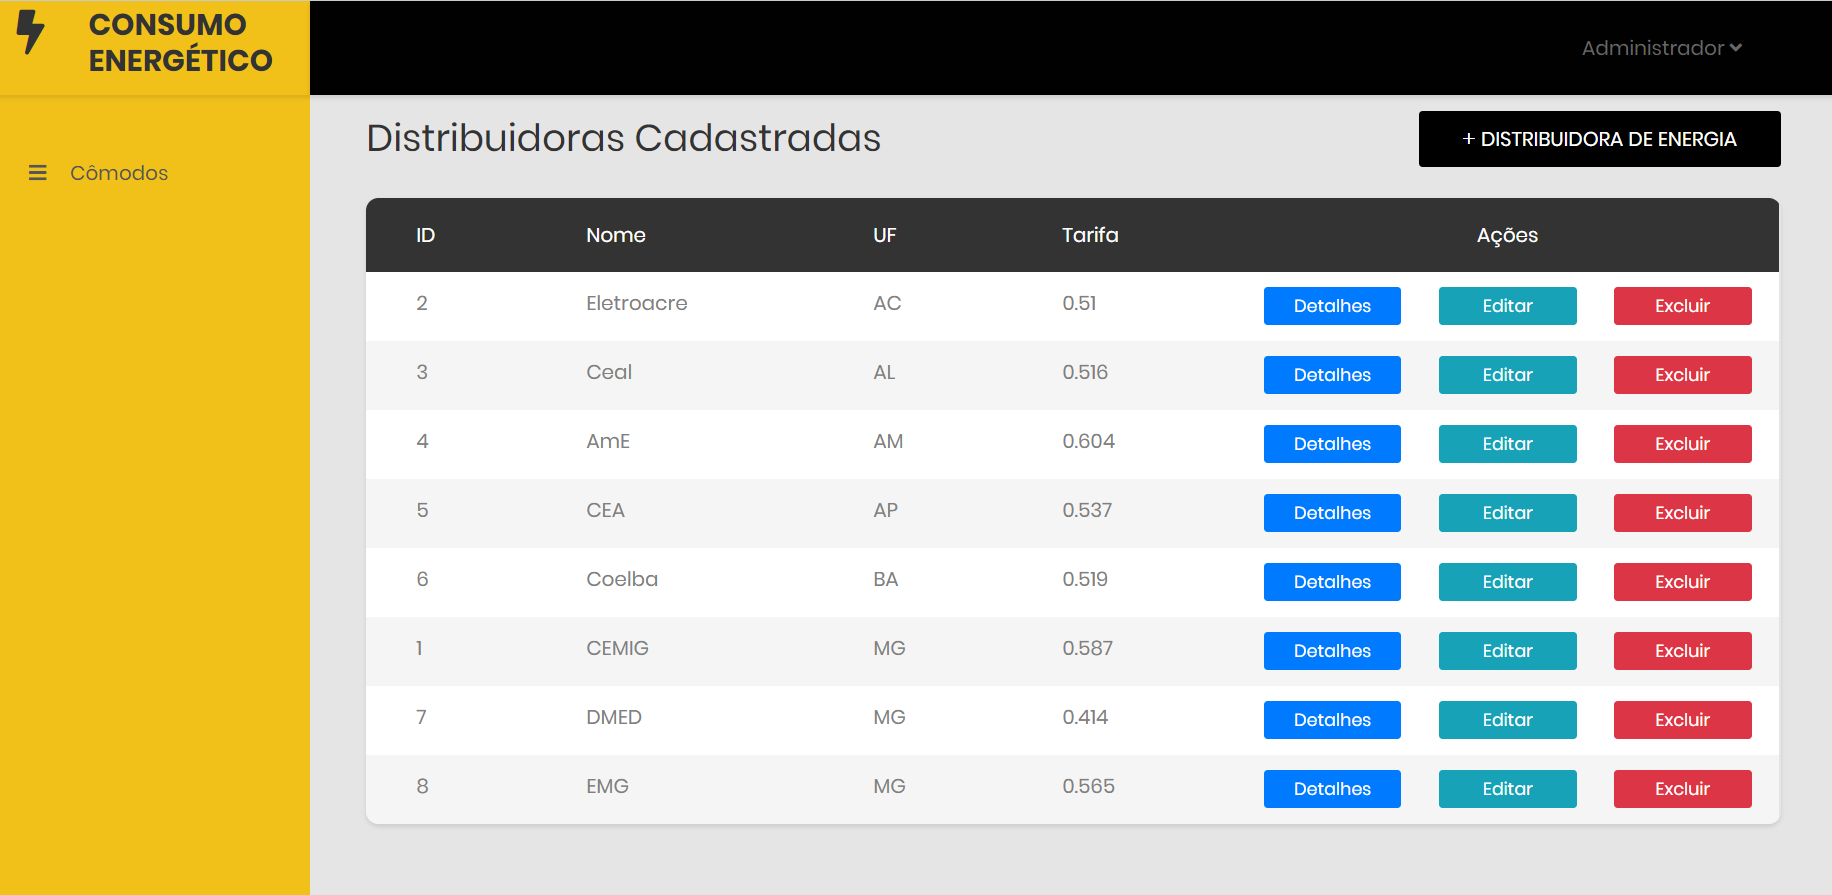 CONSUMO
ENERGÉTICO
Administrador
Cômodos
Distribuidoras Cadastradas
+ DISTRIBUIDORA DE ENERGIA
ID Nome UF Tarifa Ações
2 Eletroacre AC 0.51 Detalhes Editar Excluir
3 Ceal AL 0.516 Detalhes Editar Excluir
4 AmE AM 0.604 Detalhes Editar Excluir
5 CEA AP 0.537 Detalhes Editar Excluir
6 Coelba BA 0.519 Detalhes Editar Excluir
1 CEMIG MG 0.587 Detalhes Editar Excluir
7 DMED MG 0.414 Detalhes Editar Excluir
8 EMG MG 0.565 Detalhes Editar Excluir